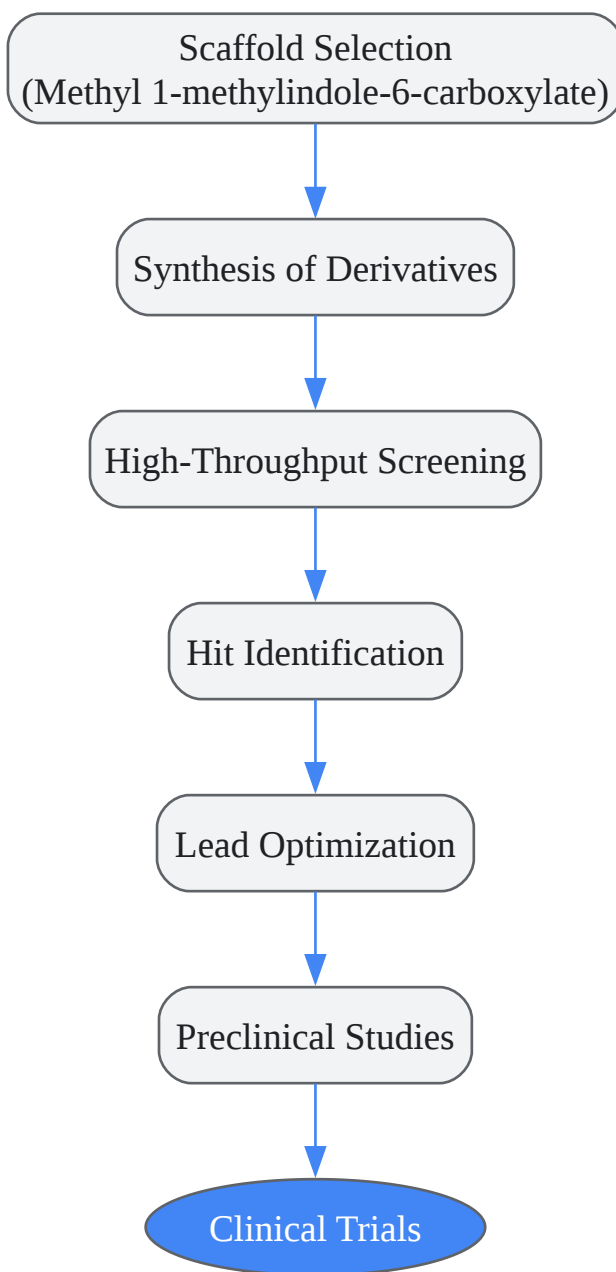 Scaffold Selection
(Methyl 1-methylindole-6-carboxylate)
Synthesis of Derivatives
High-Throughput Screening
Hit Identification
Lead Optimization
Preclinical Studies
Clinical Trials